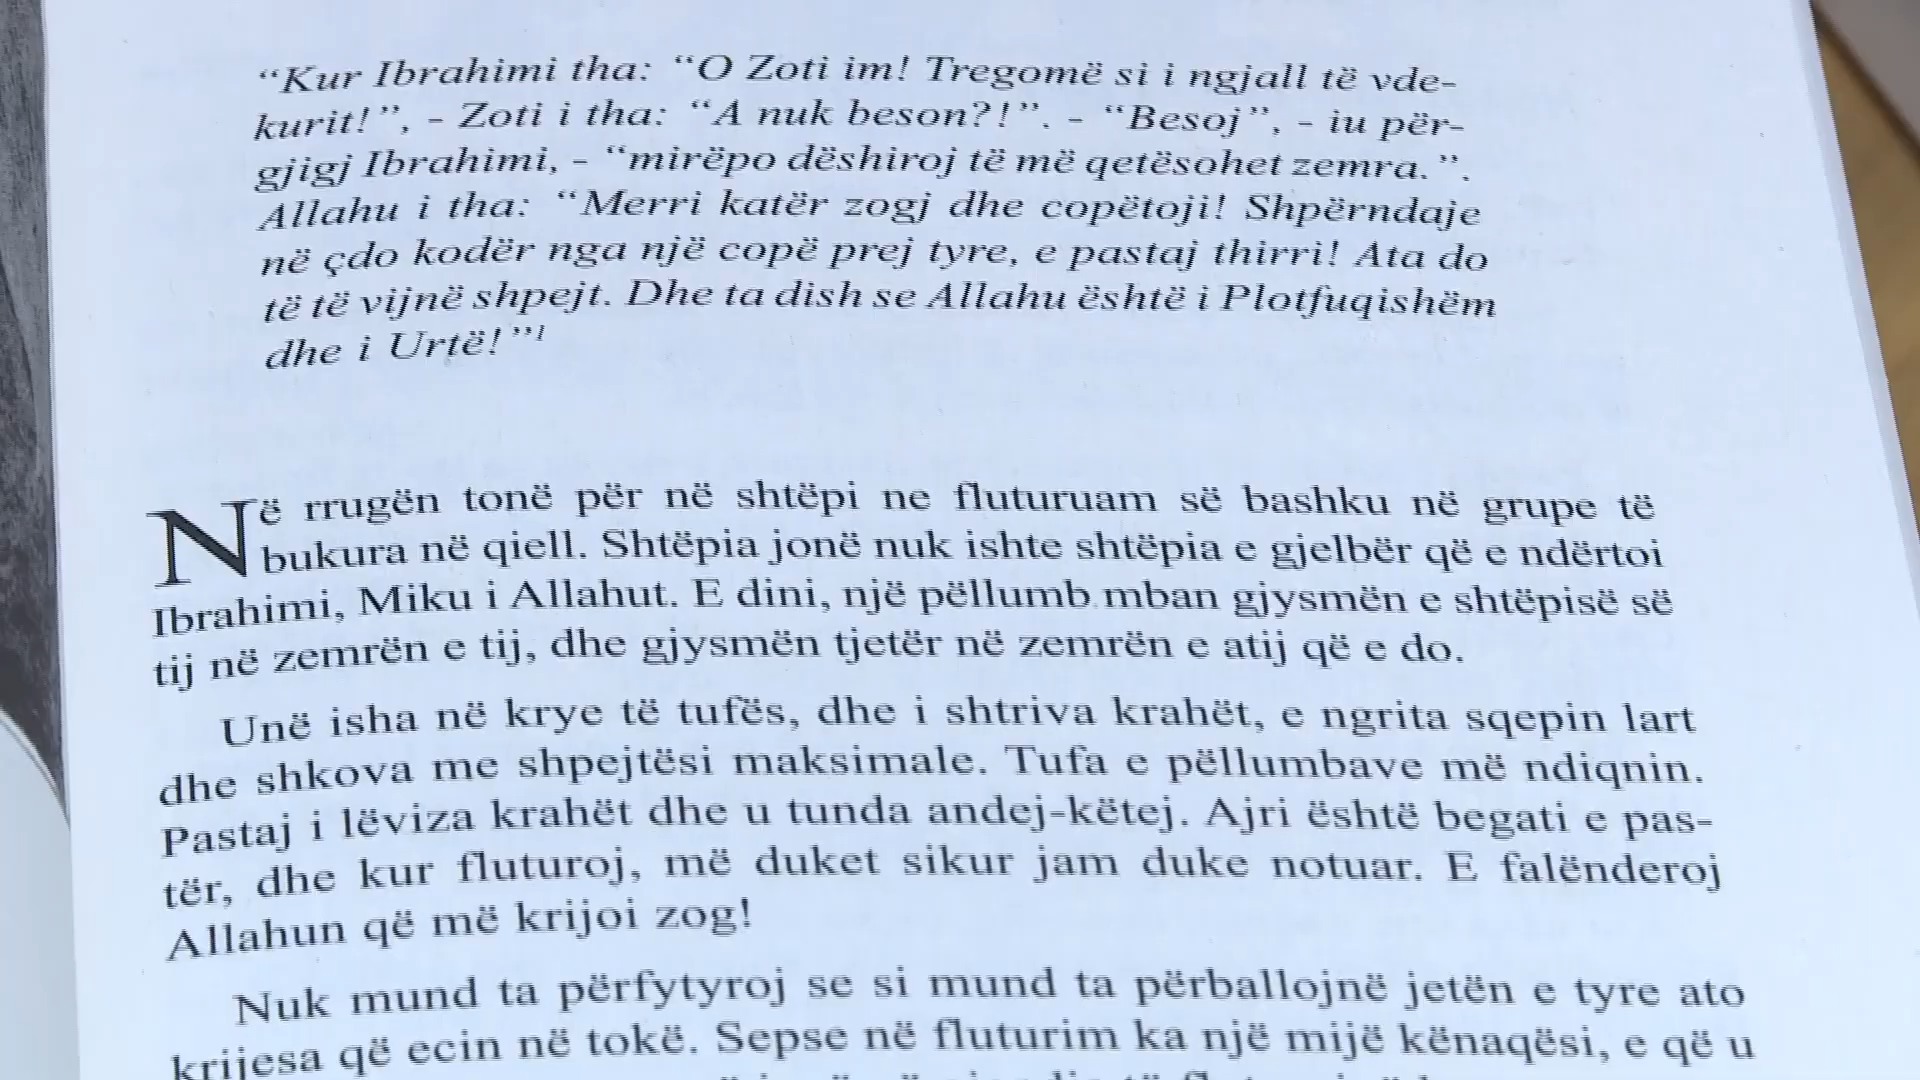 “Kur Ibrahimi tha: “O Zoti im! Tregomë si i ngjall të vde-
kurit!”, - Zoti i tha: “A nuk beson?!”. - “Besoj”, - iu për-
gjigj Ibrahimi, - “mirëpo dëshiroj të më qetësohet zemra.”.
Allahu i tha: “Merri katër zogj dhe copëtoji! Shpërndaje
në çdo kodër nga një copë prej tyre, e pastaj thirri! Ata do
të të vijnë shpejt. Dhe ta dish se Allahu është i Plotfuqishëm
dhe i Urtë!”1
Në rrugën tonë për në shtëpi ne fluturuam së bashku në grupe të
bukura në qiell. Shtëpia jonë nuk ishte shtëpia e gjelbër që e ndërtoi
Ibrahimi, Miku i Allahut. E dini, një pëllumb mban gjysmën e shtëpisë së
tij në zemrën e tij, dhe gjysmën tjetër në zemrën e atij që e do.
Unë isha në krye të tufës, dhe i shtriva krahët, e ngrita sqepin lart
dhe shkova me shpejtësi maksimale. Tufa e pëllumbave më ndiqnin.
Pastaj i lëviza krahët dhe u tunda andej-këtej. Ajri është begati e pas-
tër, dhe kur fluturoj, më duket sikur jam duke notuar. E falënderoj
Allahun që më krijoi zog!
Nuk mund ta përfytyroj se si mund ta përballojnë jetën e tyre ato
krijesa që ecin në tokë. Sepse në fluturim ka një mijë kënaqësi, e që u